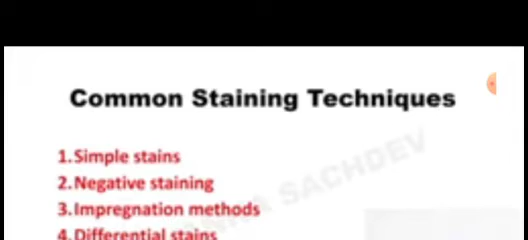 Common Staining Techniques
1.Simple stains
2.Negative staining
3.Impregnation methods
4.Differential stains
SACHDEV